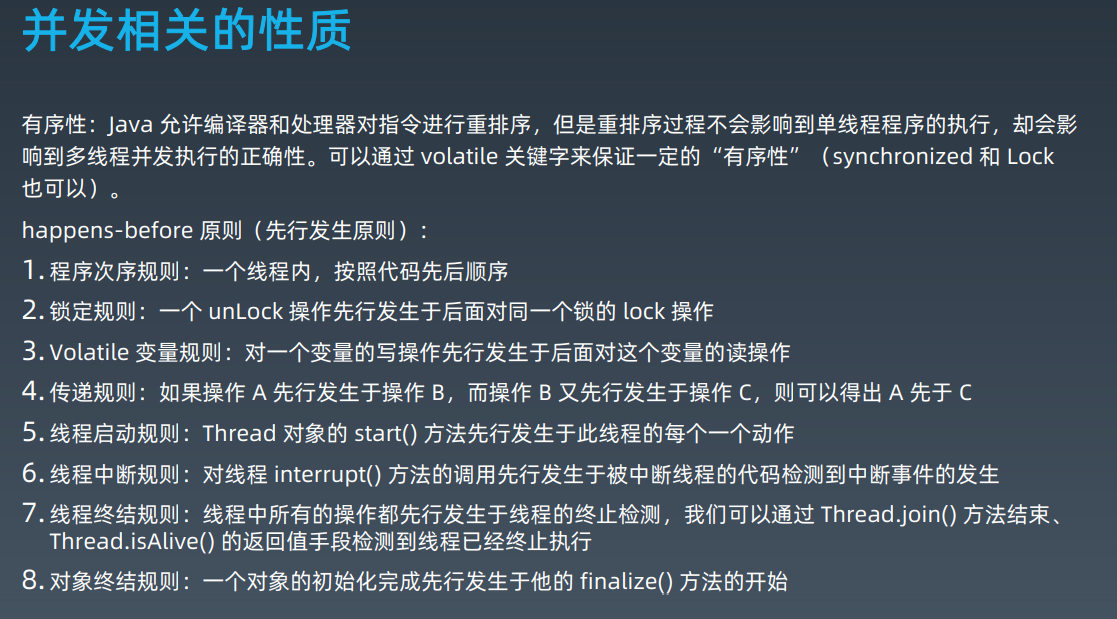 并发相关的性质
有序性：Java 允许编译器和处理器对指令进行重排序，但是重排序过程不会影响到单线程程序的执行，却会影
响到多线程并发执行的正确性。可以通过 volatile 关键字来保证一定的“有序性”（synchronized 和 Lock
也可以）。
happens-before 原则（先行发生原则）：
1. 程序次序规则：一个线程内，按照代码先后顺序
2. 锁定规则：一个 unLock 操作先行发生于后面对同一个锁的 lock 操作
3. Volatile 变量规则：对一个变量的写操作先行发生于后面对这个变量的读操作
4. 传递规则：如果操作 A 先行发生于操作 B，而操作 B 又先行发生于操作 C，则可以得出 A 先于 C
5. 线程启动规则：Thread 对象的 start() 方法先行发生于此线程的每个一个动作
6. 线程中断规则：对线程 interrupt() 方法的调用先行发生于被中断线程的代码检测到中断事件的发生
7. 线程终结规则：线程中所有的操作都先行发生于线程的终止检测，我们可以通过 Thread.join() 方法结束、
Thread.isAlive() 的返回值手段检测到线程已经终止执行
8. 对象终结规则：一个对象的初始化完成先行发生于他的 finalize() 方法的开始